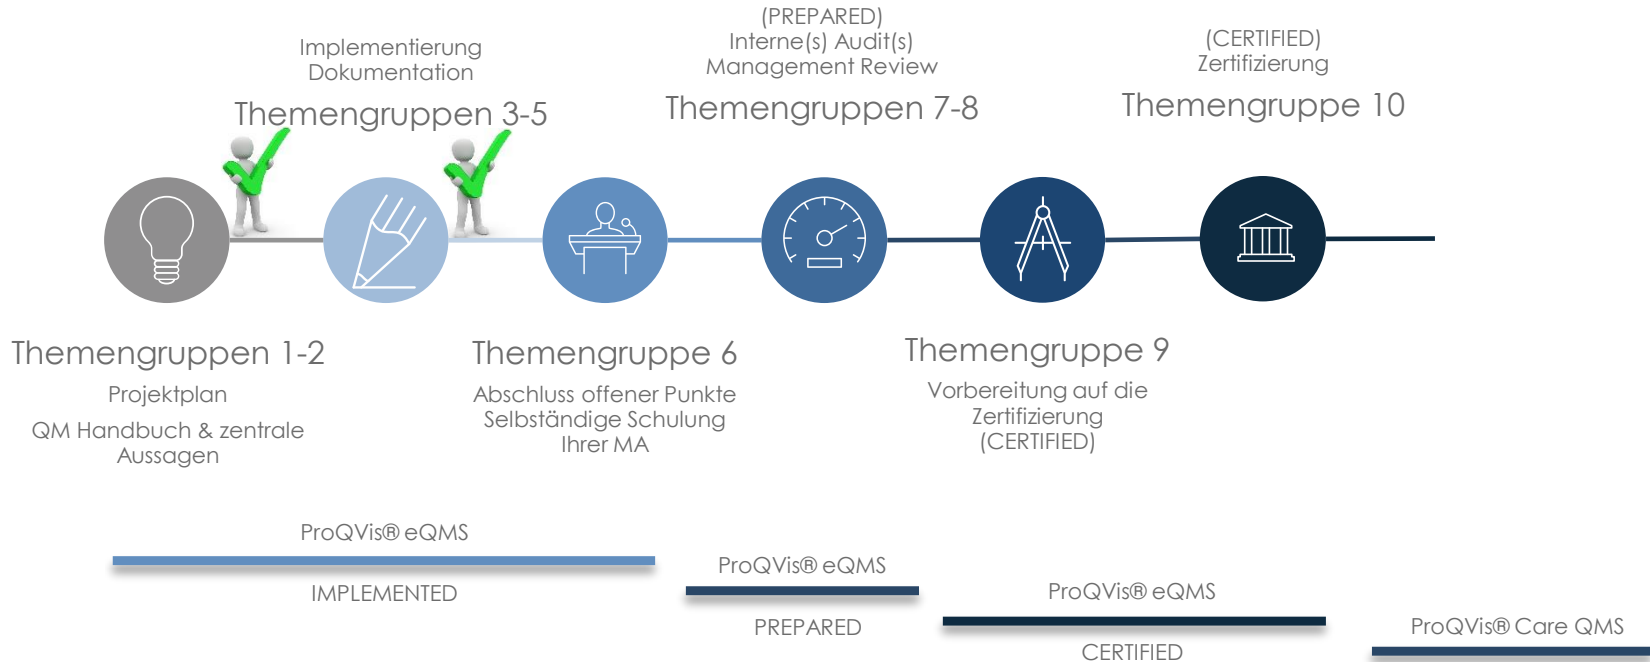 Implementierung
Dokumentation
Themengruppen 3-5
(PREPARED)
Interne(s) Audit(s)
Management Review
Themengruppen 7-8
(CERTIFIED)
Zertifizierung
Themengruppe 10
Themengruppen 1-2
Projektplan
QM Handbuch & zentrale
Aussagen
Themengruppe 6
Abschluss offener Punkte
Selbständige Schulung
Ihrer MA
Themengruppe 9
Vorbereitung auf die
Zertifizierung
(CERTIFIED)
ProQVis® eQMS
IMPLEMENTED
ProQVis® eQMS
PREPARED
ProQVis® eQMS
CERTIFIED
ProQVis® Care QMS